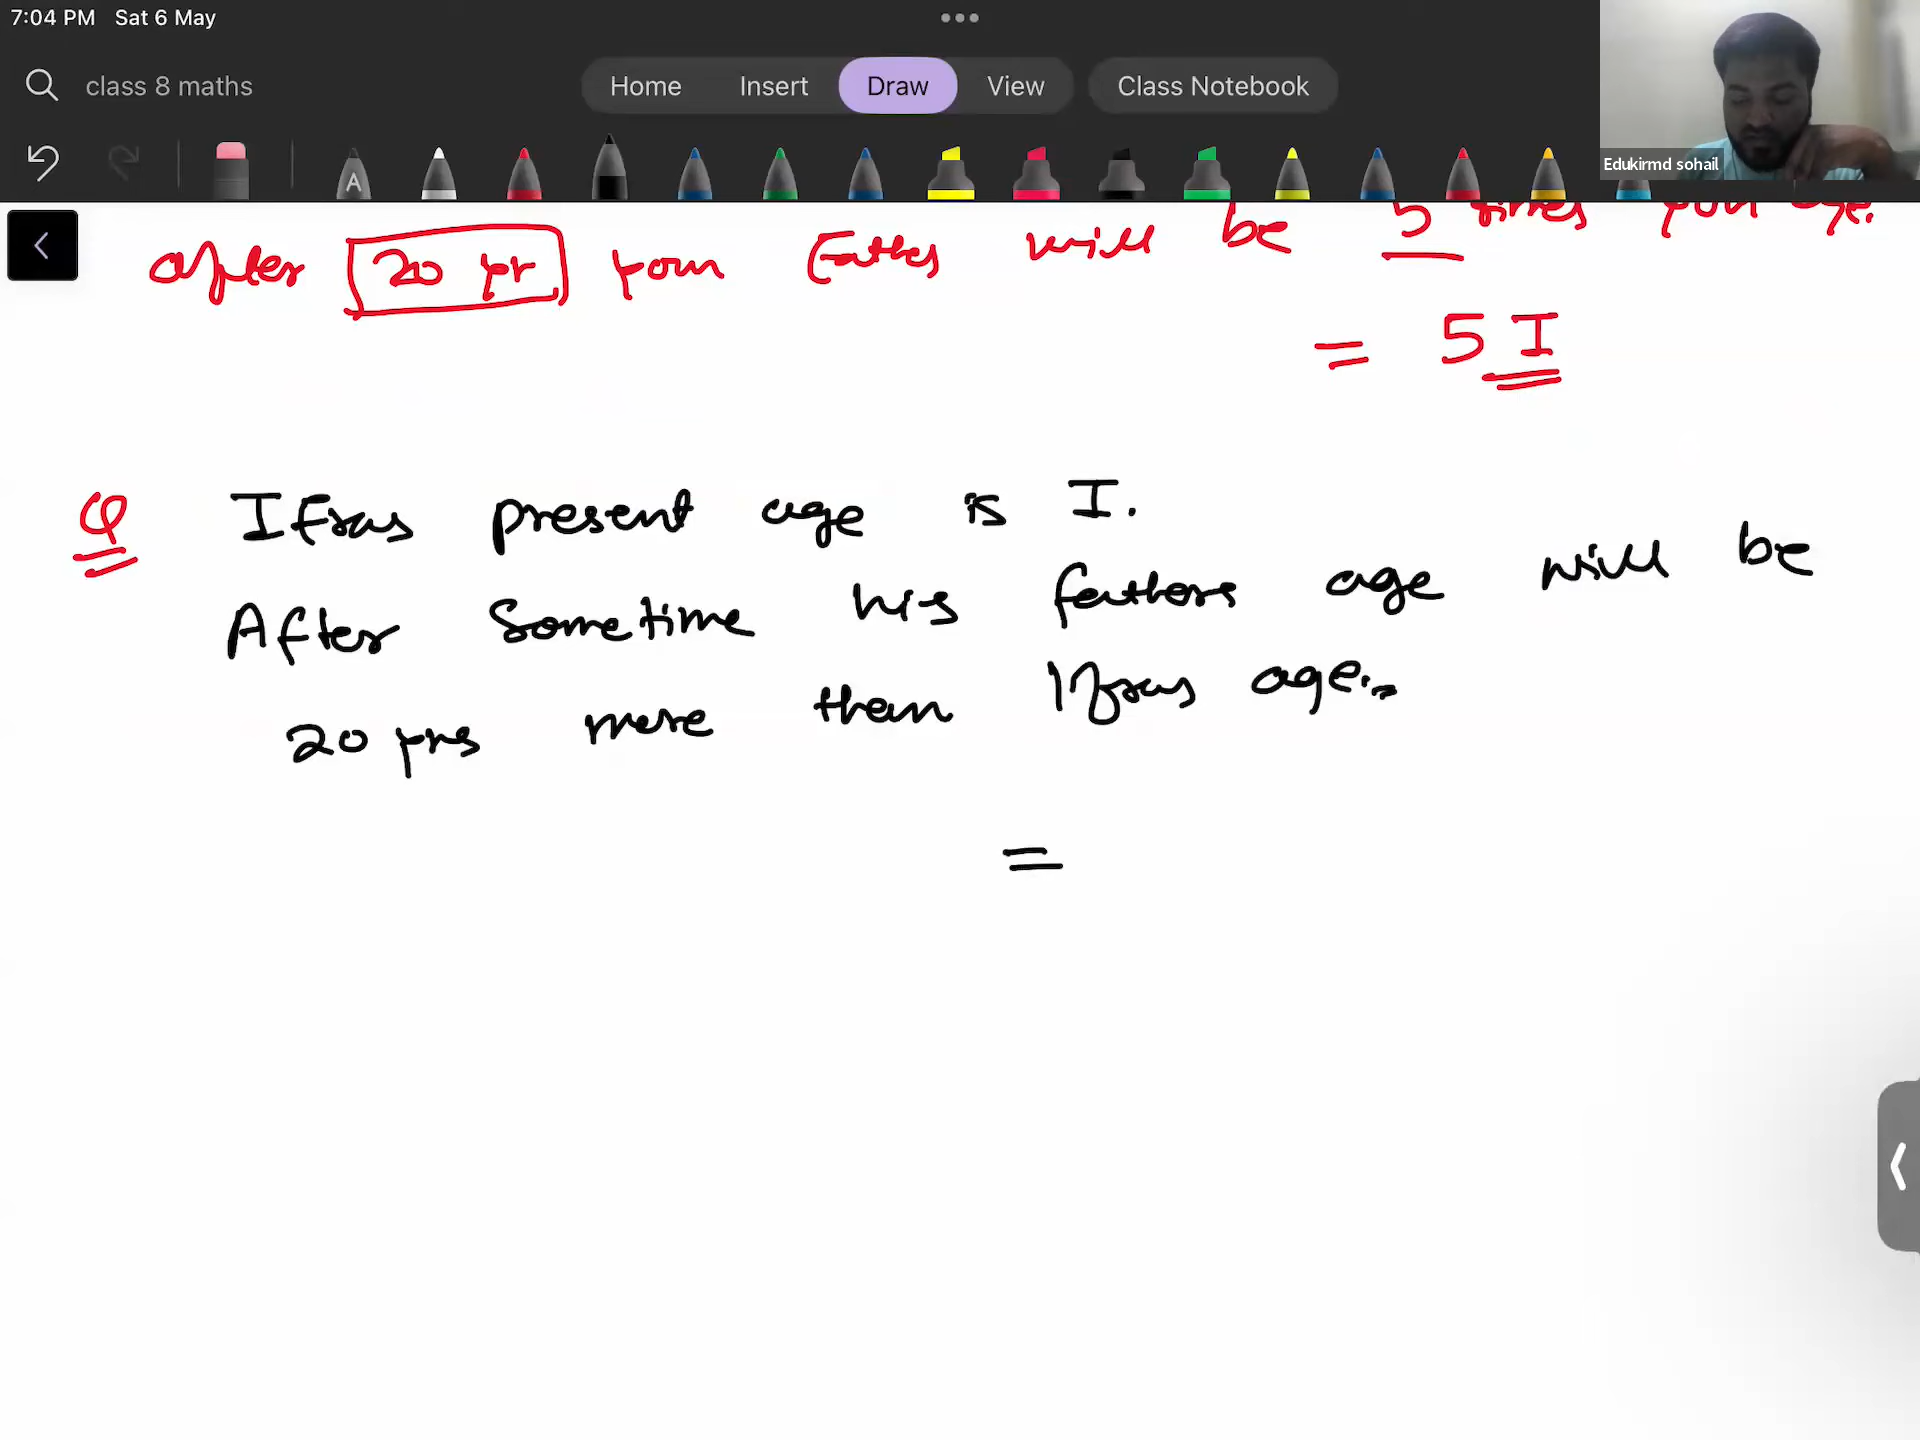 7:04 PM Sat 6 May
class 8 maths
Home Insert Draw View Class Notebook
A
Edukirmd sohail
after 20 yr your Father will be 5 times your age.
= 5 I
Q Ifras present age is I.
After Sometime his fathers age will be
20 yrs more than Ifras age.
=